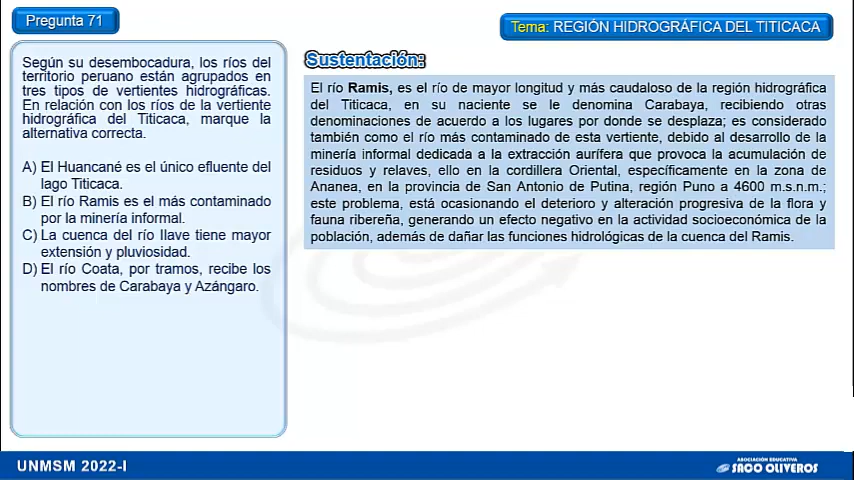 Pregunta 71
Tema: REGIÓN HIDROGRÁFICA DEL TITICACA
Según su desembocadura, los ríos del
territorio peruano están agrupados en
tres tipos de vertientes hidrográficas.
En relación con los ríos de la vertiente
hidrográfica del Titicaca, marque la
alternativa correcta.
A) El Huancané es el único efluente del
lago Titicaca.
B) El río Ramis es el más contaminado
por la minería informal.
C) La cuenca del río Ilave tiene mayor
extensión y pluviosidad.
D) El río Coata, por tramos, recibe los
nombres de Carabaya y Azángaro.
Sustentación:
El río Ramis, es el río de mayor longitud y más caudaloso de la región hidrográfica
del Titicaca, en su naciente se le denomina Carabaya, recibiendo otras
denominaciones de acuerdo a los lugares por donde se desplaza; es considerado
también como el río más contaminado de esta vertiente, debido al desarrollo de la
minería informal dedicada a la extracción aurífera que provoca la acumulación de
residuos y relaves, ello en la cordillera Oriental, específicamente en la zona de
Ananea, en la provincia de San Antonio de Putina, región Puno a 4600 m.s.n.m.;
este problema, está ocasionando el deterioro y alteración progresiva de la flora y
fauna ribereña, generando un efecto negativo en la actividad socioeconómica de la
población, además de dañar las funciones hidrológicas de la cuenca del Ramis.
UNMSM 2022-I
ASOCIACIÓN EDUCATIVA
SACO OLIVEROS